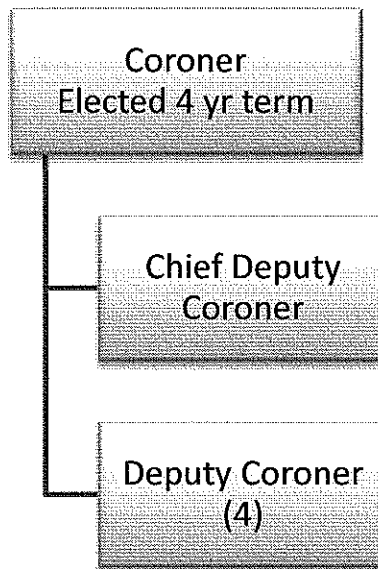 Coroner
Elected 4 yr term
Chief Deputy
Coroner
Deputy Coroner
(4)